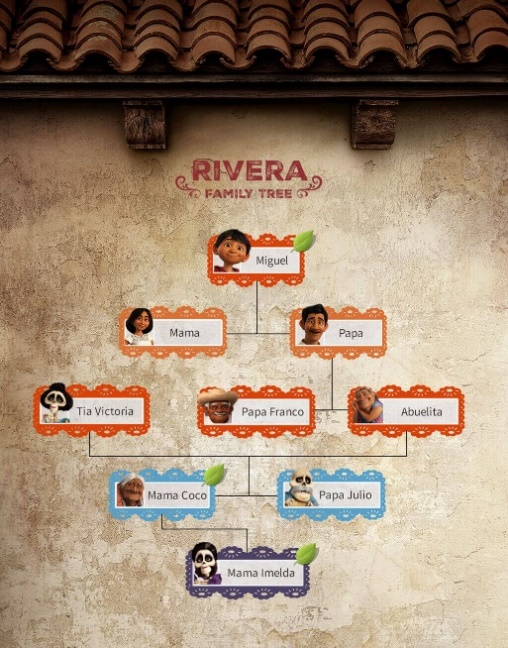 RIVERA
FAMILY TREE
Miguel
Mama
Papa
Tia Victoria
Papa Franco
Abuelita
Mama Coco
Papa Julio
Mama Imelda